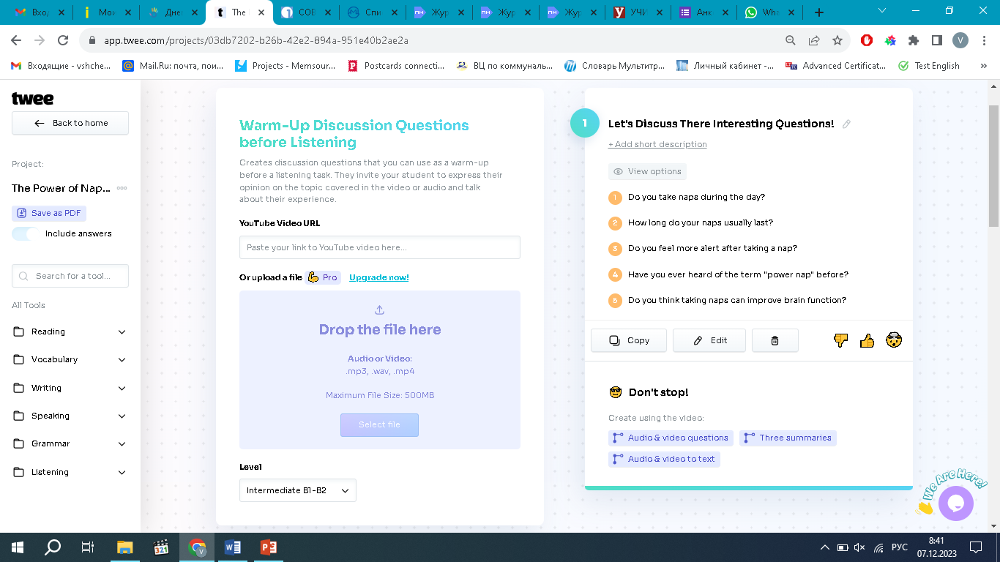 Вход
Мои
Дне
The
СОВ
Спи
Жур
Жур
Жур
УЧИ
Анк
Wha
app.twee.com/projects/03db7202-b26b-42e2-894a-951e40b2ae2a
V
Входящие - vshche...
Mail.Ru: почта, пои...
Projects - Memsour...
Postcards connecti...
ВЦ по коммуналь...
Словарь Мультитр...
Личный кабинет -...
Advanced Certificat...
Test English
»
twee
Back to home
Project:
The Power of Nap...
Save as PDF
Include answers
Search for a tool...
All Tools
Reading
Vocabulary
Writing
Speaking
Grammar
Listening
Warm-Up Discussion Questions
before Listening
Creates discussion questions that you can use as a warm-up
before a listening task. They invite your student to express their
opinion on the topic covered in the video or audio and talk
about their experience.
YouTube Video URL
Paste your link to YouTube video here...
Or upload a file Pro Upgrade now!
Drop the file here
Audio or Video:
.mp3, .wav, .mp4
Maximum File Size: 500MB
Select file
Level
Intermediate B1-B2
1 Let's Discuss There Interesting Questions!
+ Add short description
View options
1 Do you take naps during the day?
2 How long do your naps usually last?
3 Do you feel more alert after taking a nap?
4 Have you ever heard of the term "power nap" before?
5 Do you think taking naps can improve brain function?
Copy Edit
Don't stop!
Create using the video:
Audio & video questions Three summaries
Audio & video to text
We Are Here!
321
V
РУС
8:41
07.12.2023